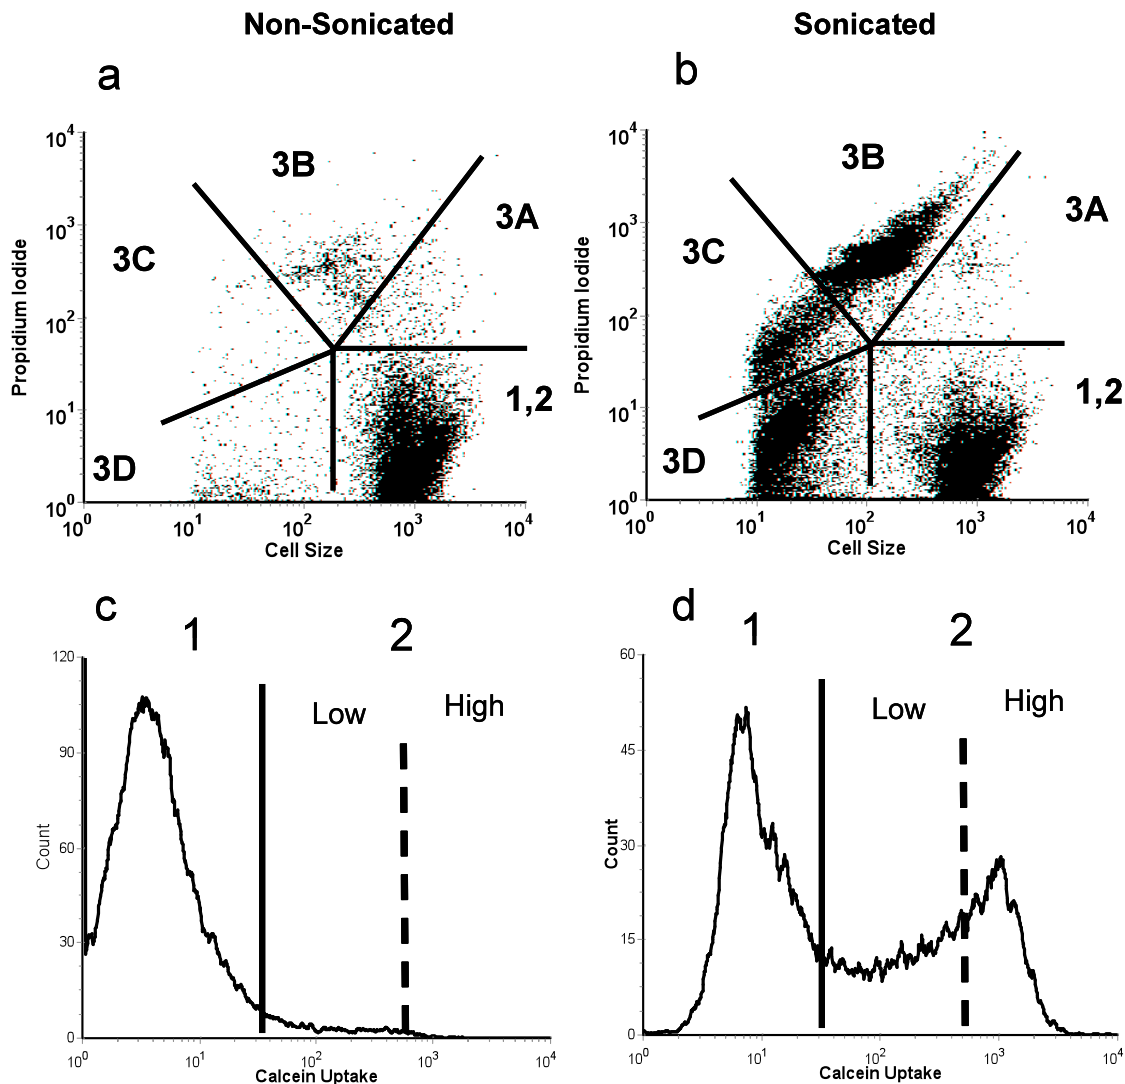 Non-Sonicated
Sonicated
a
b
10^4
10^3
10^2
10^1
10^0
Propidium Iodide
3B
3A
3C
1,2
3D
10^0 10^1 10^2 10^3 10^4
Cell Size
10^4
10^3
10^2
10^1
10^0
Propidium Iodide
3B
3A
3C
1,2
3D
10^0 10^1 10^2 10^3 10^4
Cell Size
c
1
2
Low
High
120
90
60
30
0
Count
10^0 10^1 10^2 10^3 10^4
Calcein Uptake
d
1
2
Low
High
60
45
30
15
0
Count
10^0 10^1 10^2 10^3 10^4
Calcein Uptake